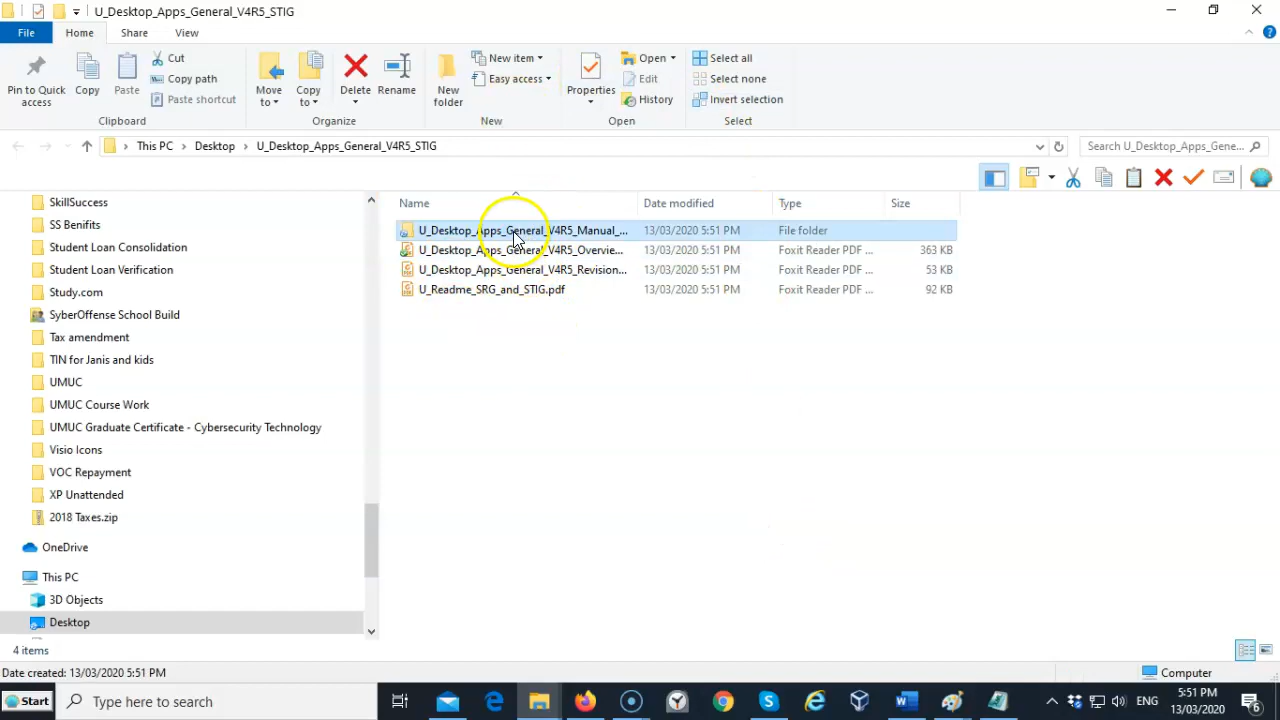 U_Desktop_Apps_General_V4R5_STIG
File Home Share View
Pin to Quick access
Copy
Paste
Cut
Copy path
Paste shortcut
Move to
Copy to
Delete
Rename
New folder
New item
Easy access
Properties
Open
Edit
History
Select all
Select none
Invert selection
Clipboard Organize New Open Select
This PC Desktop U_Desktop_Apps_General_V4R5_STIG
Search U_Desktop_Apps_Gene...
Name Date modified Type Size
U_Desktop_Apps_General_V4R5_Manual_... 13/03/2020 5:51 PM File folder
U_Desktop_Apps_General_V4R5_Overvie... 13/03/2020 5:51 PM Foxit Reader PDF ... 363 KB
U_Desktop_Apps_General_V4R5_Revision... 13/03/2020 5:51 PM Foxit Reader PDF ... 53 KB
U_Readme_SRG_and_STIG.pdf 13/03/2020 5:51 PM Foxit Reader PDF ... 92 KB
SkillSuccess
SS Benifits
Student Loan Consolation
Student Loan Verification
Study.com
SyberOffense School Build
Tax amendment
TIN for Janis and kids
UMUC
UMUC Course Work
UMUC Graduate Certificate - Cybersecurity Technology
Visio Icons
VOC Repayment
XP Unattended
2018 Taxes.zip
OneDrive
This PC
3D Objects
Desktop
4 items
Date created: 13/03/2020 5:51 PM
Computer
Start
Type here to search
ENG
5:51 PM
13/03/2020
6